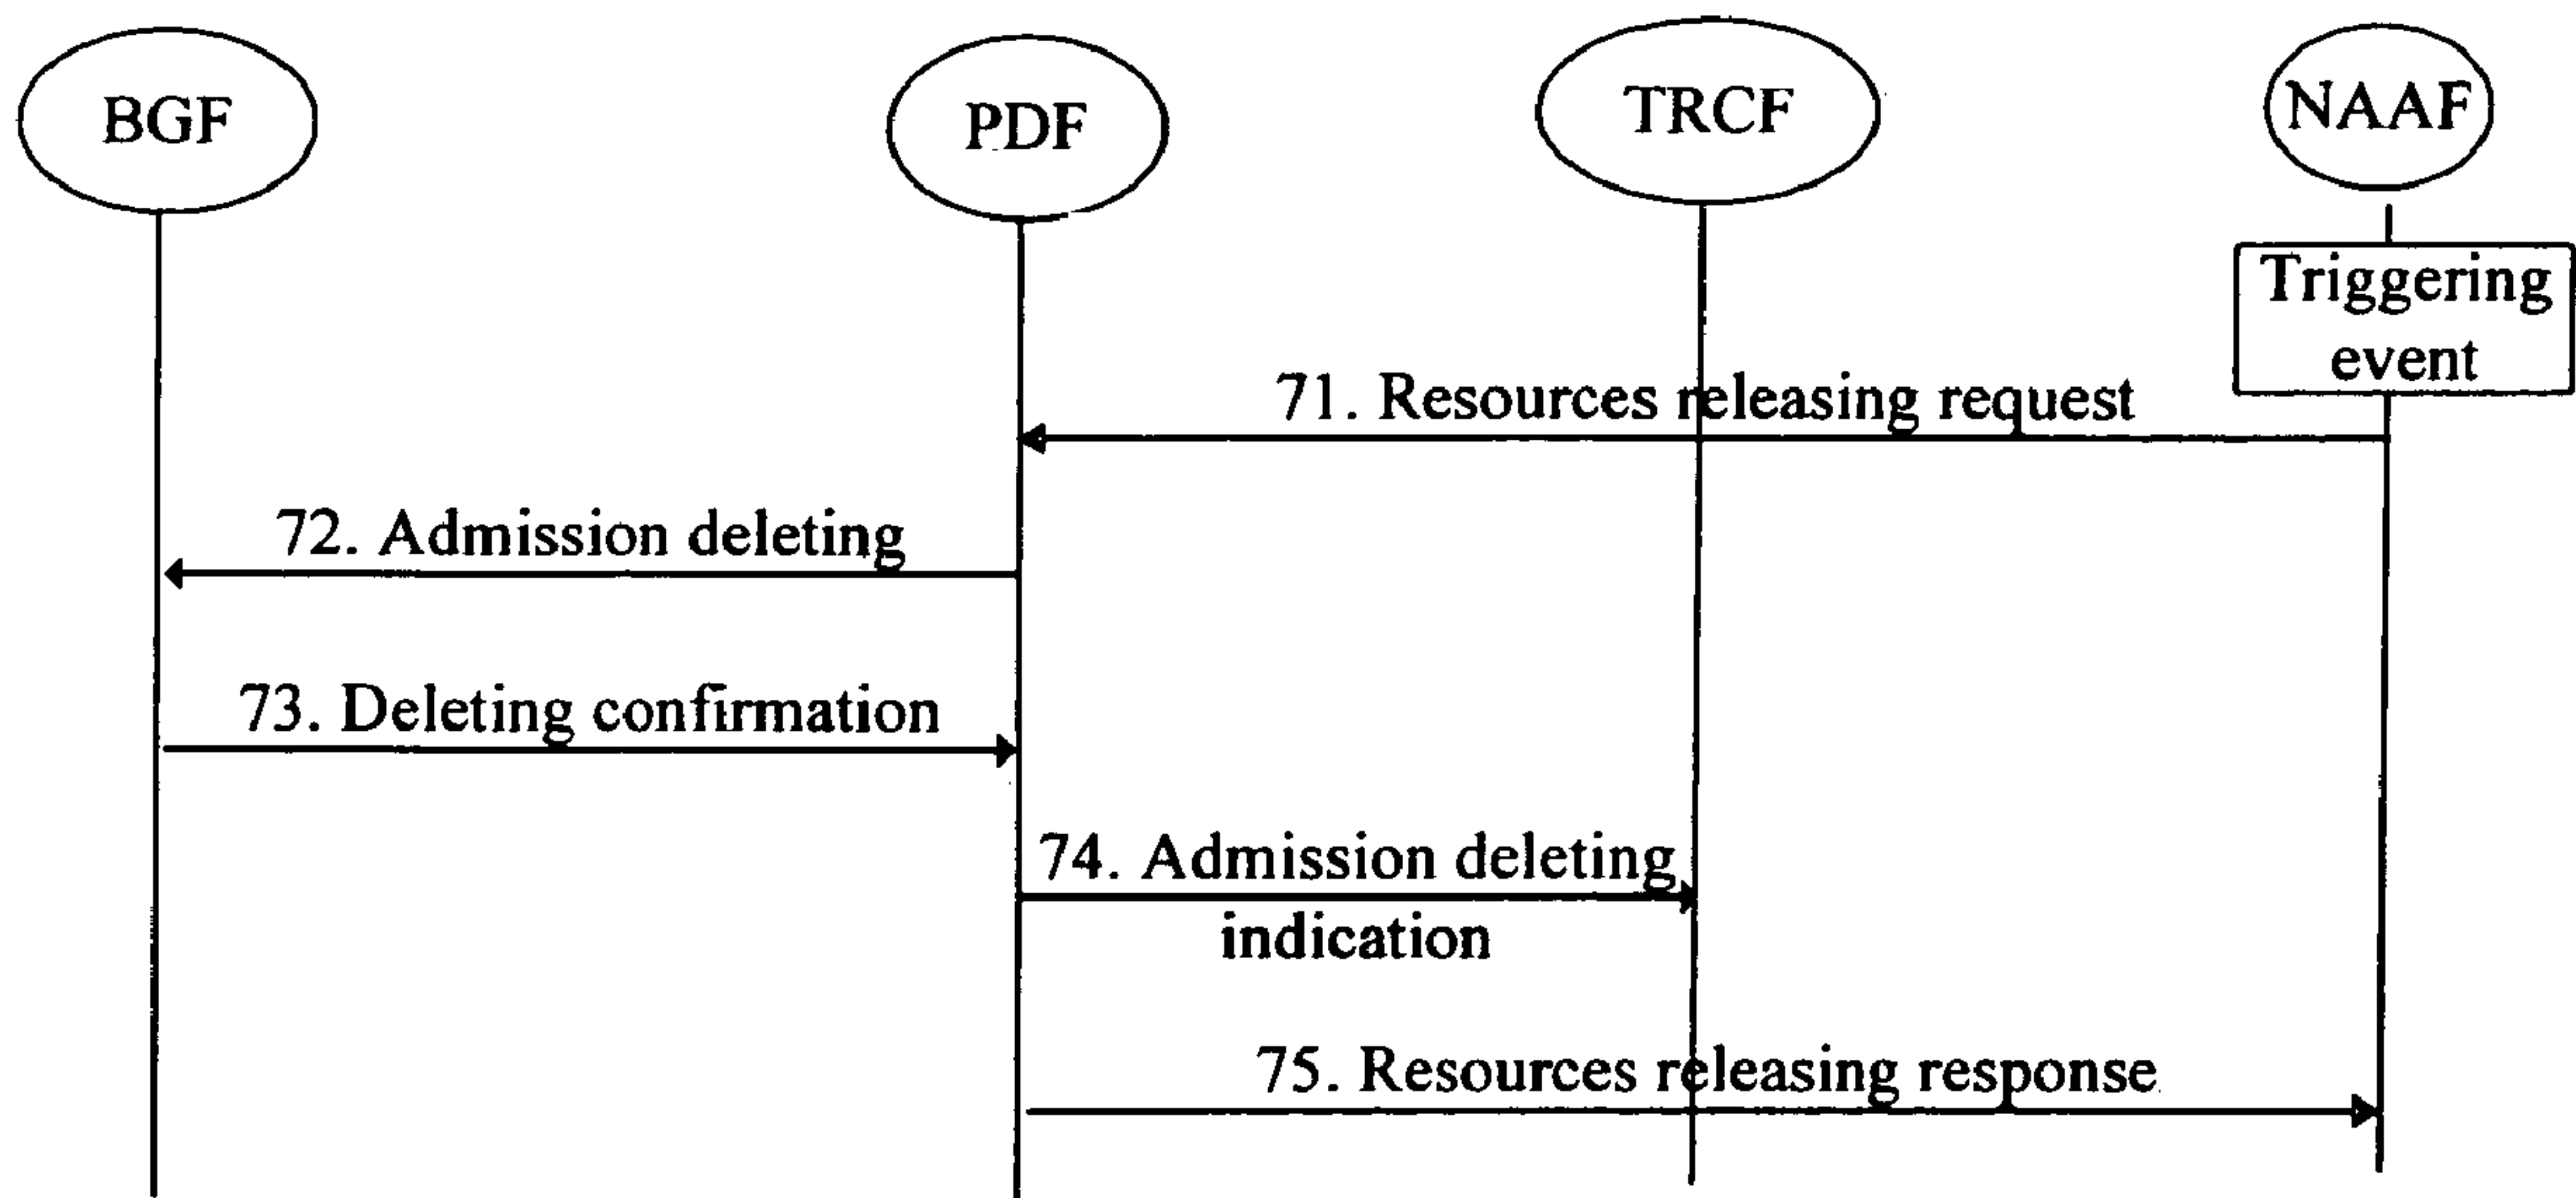 BGF
PDF
TRCF
NAAF
Triggering
event
71. Resources releasing request
72. Admission deleting
73. Deleting confirmation
74. Admission deleting
indication
75. Resources releasing response